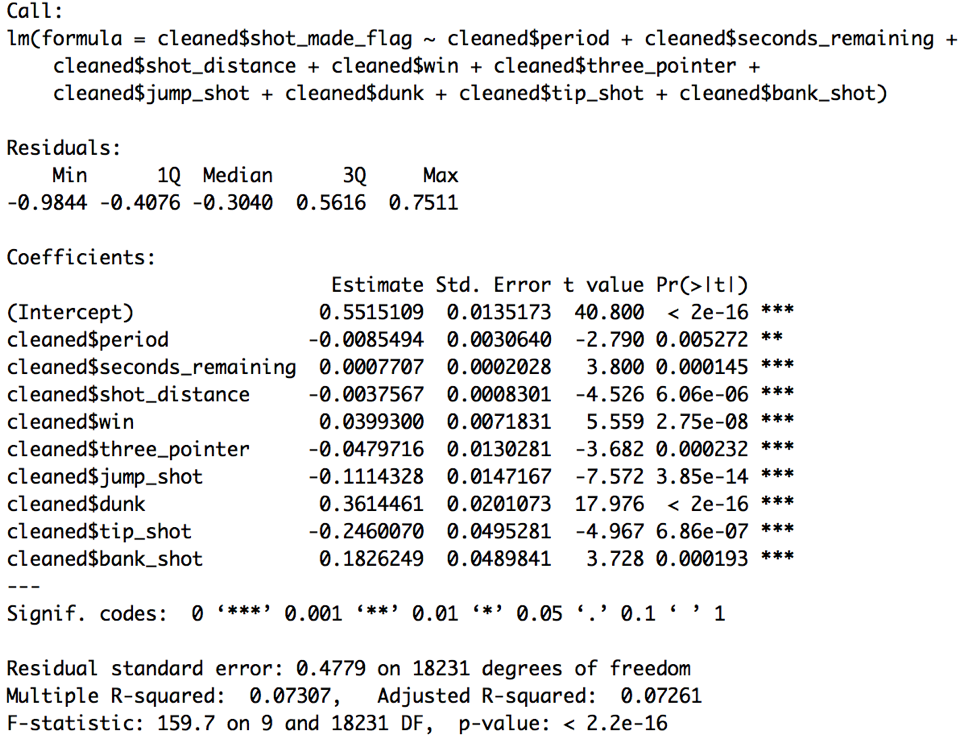 Call:
lm(formula = cleaned$shot_made_flag ~ cleaned$period + cleaned$seconds_remaining +
    cleaned$shot_distance + cleaned$win + cleaned$three_pointer +
    cleaned$jump_shot + cleaned$dunk + cleaned$tip_shot + cleaned$bank_shot)
Residuals:
    Min      1Q  Median      3Q     Max
-0.9844 -0.4076 -0.3040  0.5616  0.7511
Coefficients:
                            Estimate Std. Error t value Pr(>|t|)
(Intercept)                0.5515109  0.0135173  40.800  < 2e-16 ***
cleaned$period            -0.0085494  0.0030640  -2.790 0.005272 **
cleaned$seconds_remaining  0.0007707  0.0002028   3.800 0.000145 ***
cleaned$shot_distance     -0.0037567  0.0008301  -4.526 6.06e-06 ***
cleaned$win                0.0399300  0.0071831   5.559 2.75e-08 ***
cleaned$three_pointer     -0.0479716  0.0130281  -3.682 0.000232 ***
cleaned$jump_shot         -0.1114328  0.0147167  -7.572 3.85e-14 ***
cleaned$dunk               0.3614461  0.0201073  17.976  < 2e-16 ***
cleaned$tip_shot          -0.2460070  0.0495281  -4.967 6.86e-07 ***
cleaned$bank_shot          0.1826249  0.0489841   3.728 0.000193 ***
---
Signif. codes:  0 ‘***’ 0.001 ‘**’ 0.01 ‘*’ 0.05 ‘.’ 0.1 ‘ ’ 1
Residual standard error: 0.4779 on 18231 degrees of freedom
Multiple R-squared:  0.07307,	Adjusted R-squared:  0.07261
F-statistic: 159.7 on 9 and 18231 DF,  p-value: < 2.2e-16